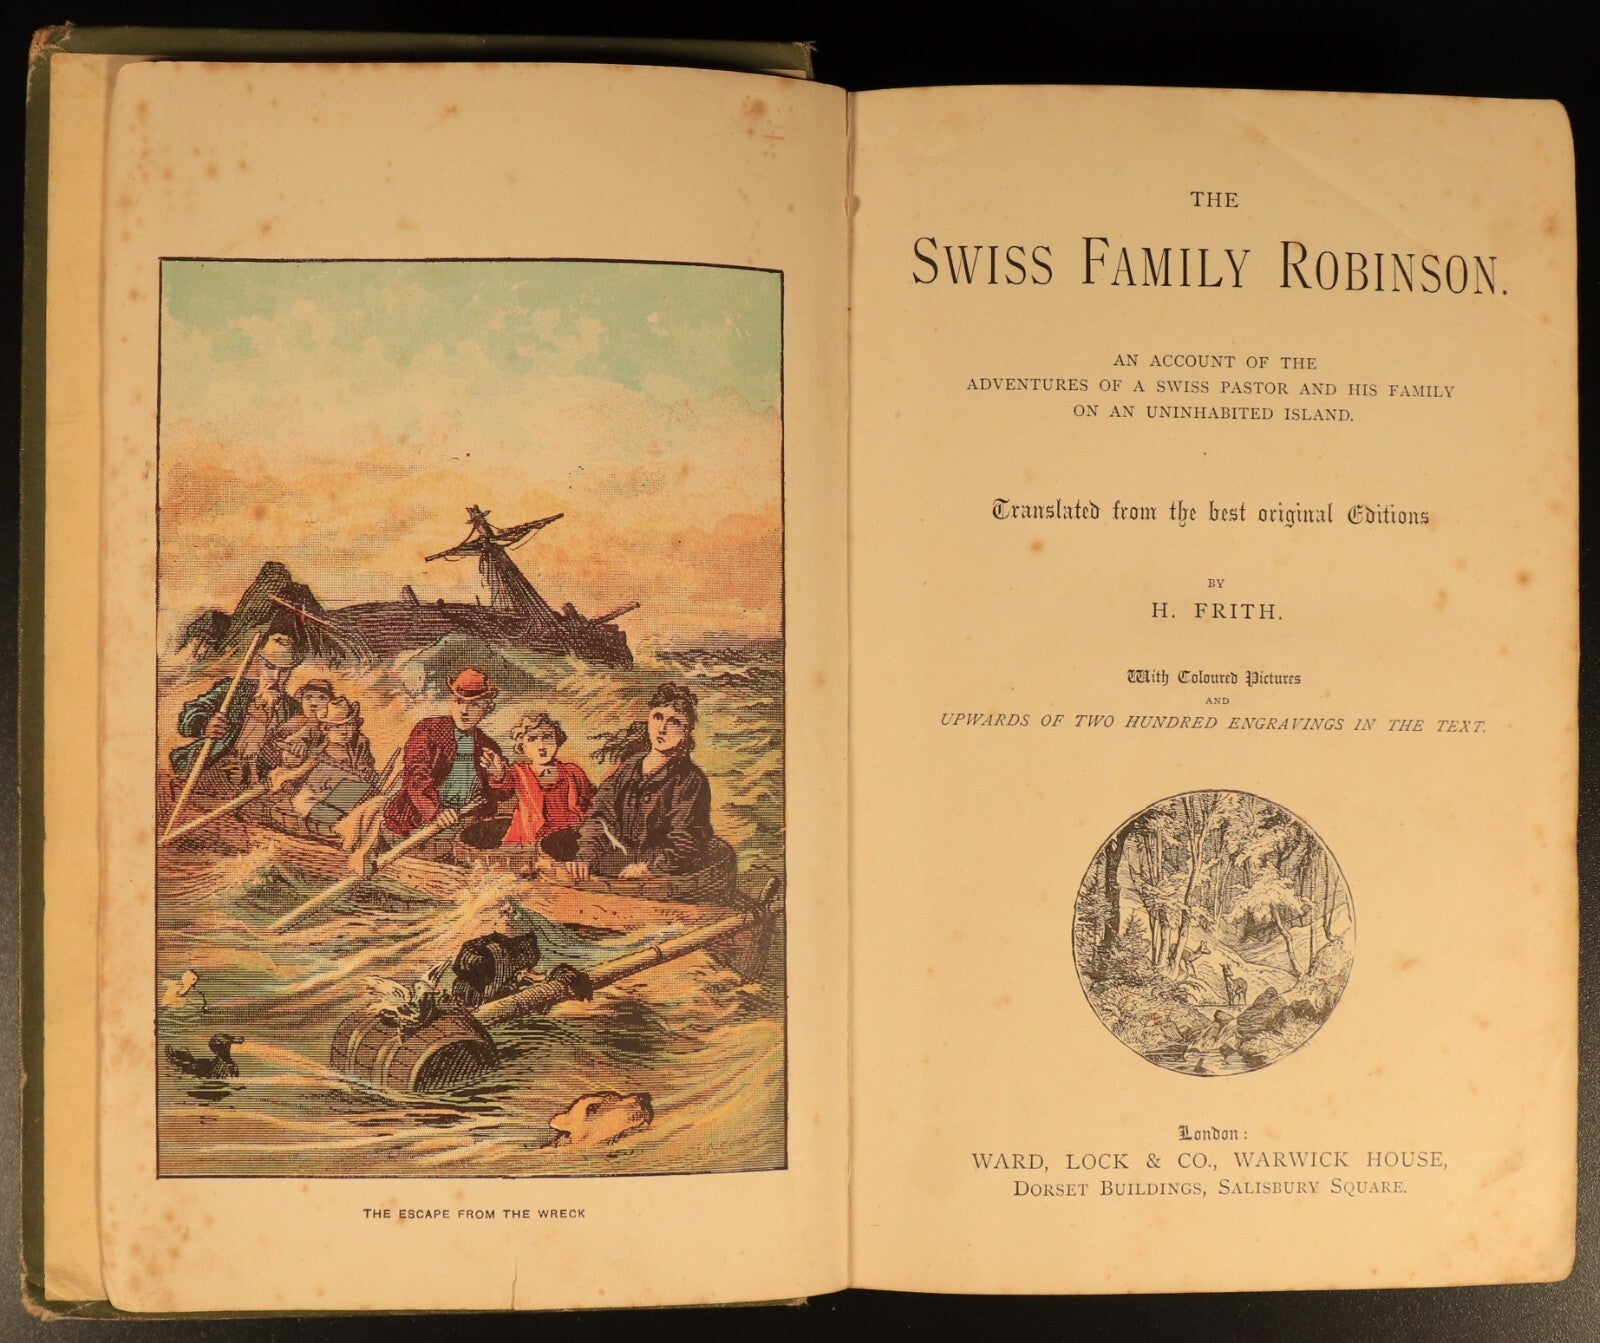 THE ESCAPE FROM THE WRECK
THE
SWISS FAMILY ROBINSON.
AN ACCOUNT OF THE
ADVENTURES OF A SWISS PASTOR AND HIS FAMILY
ON AN UNINHABITED ISLAND.
Translated from the best original Editions
BY
H. FRITH.
With Coloured Pictures
AND
UPWARDS OF TWO HUNDRED ENGRAVINGS IN THE TEXT.
London:
WARD, LOCK & CO., WARWICK HOUSE,
DORSET BUILDINGS, SALISBURY SQUARE.